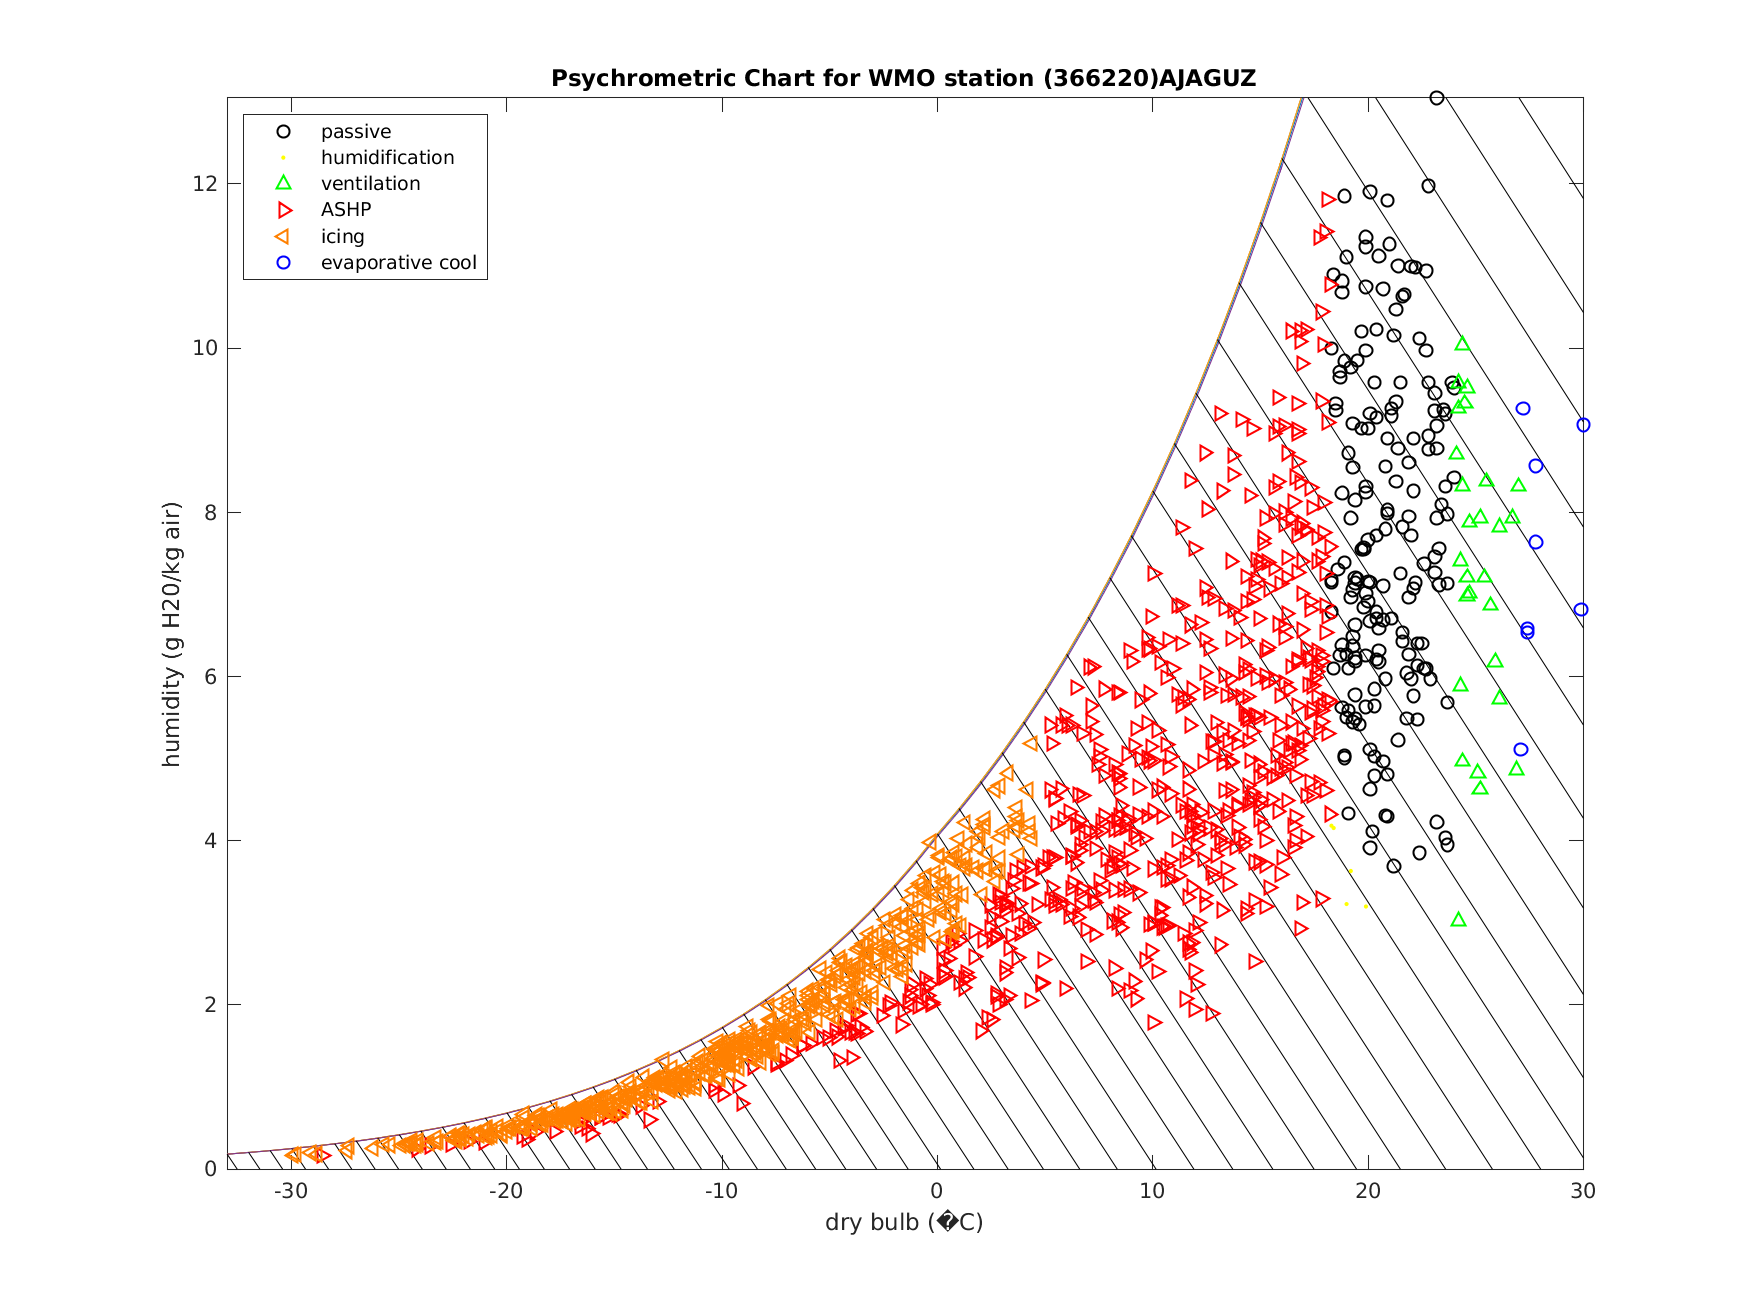 Psychrometric Chart for WMO station (366220)AJAGUZ
passive
humidification
ventilation
ASHP
icing
evaporative cool
humidity (g H20/kg air)
12
10
8
6
4
2
0
-30 -20 -10 0 10 20 30
dry bulb (�C)